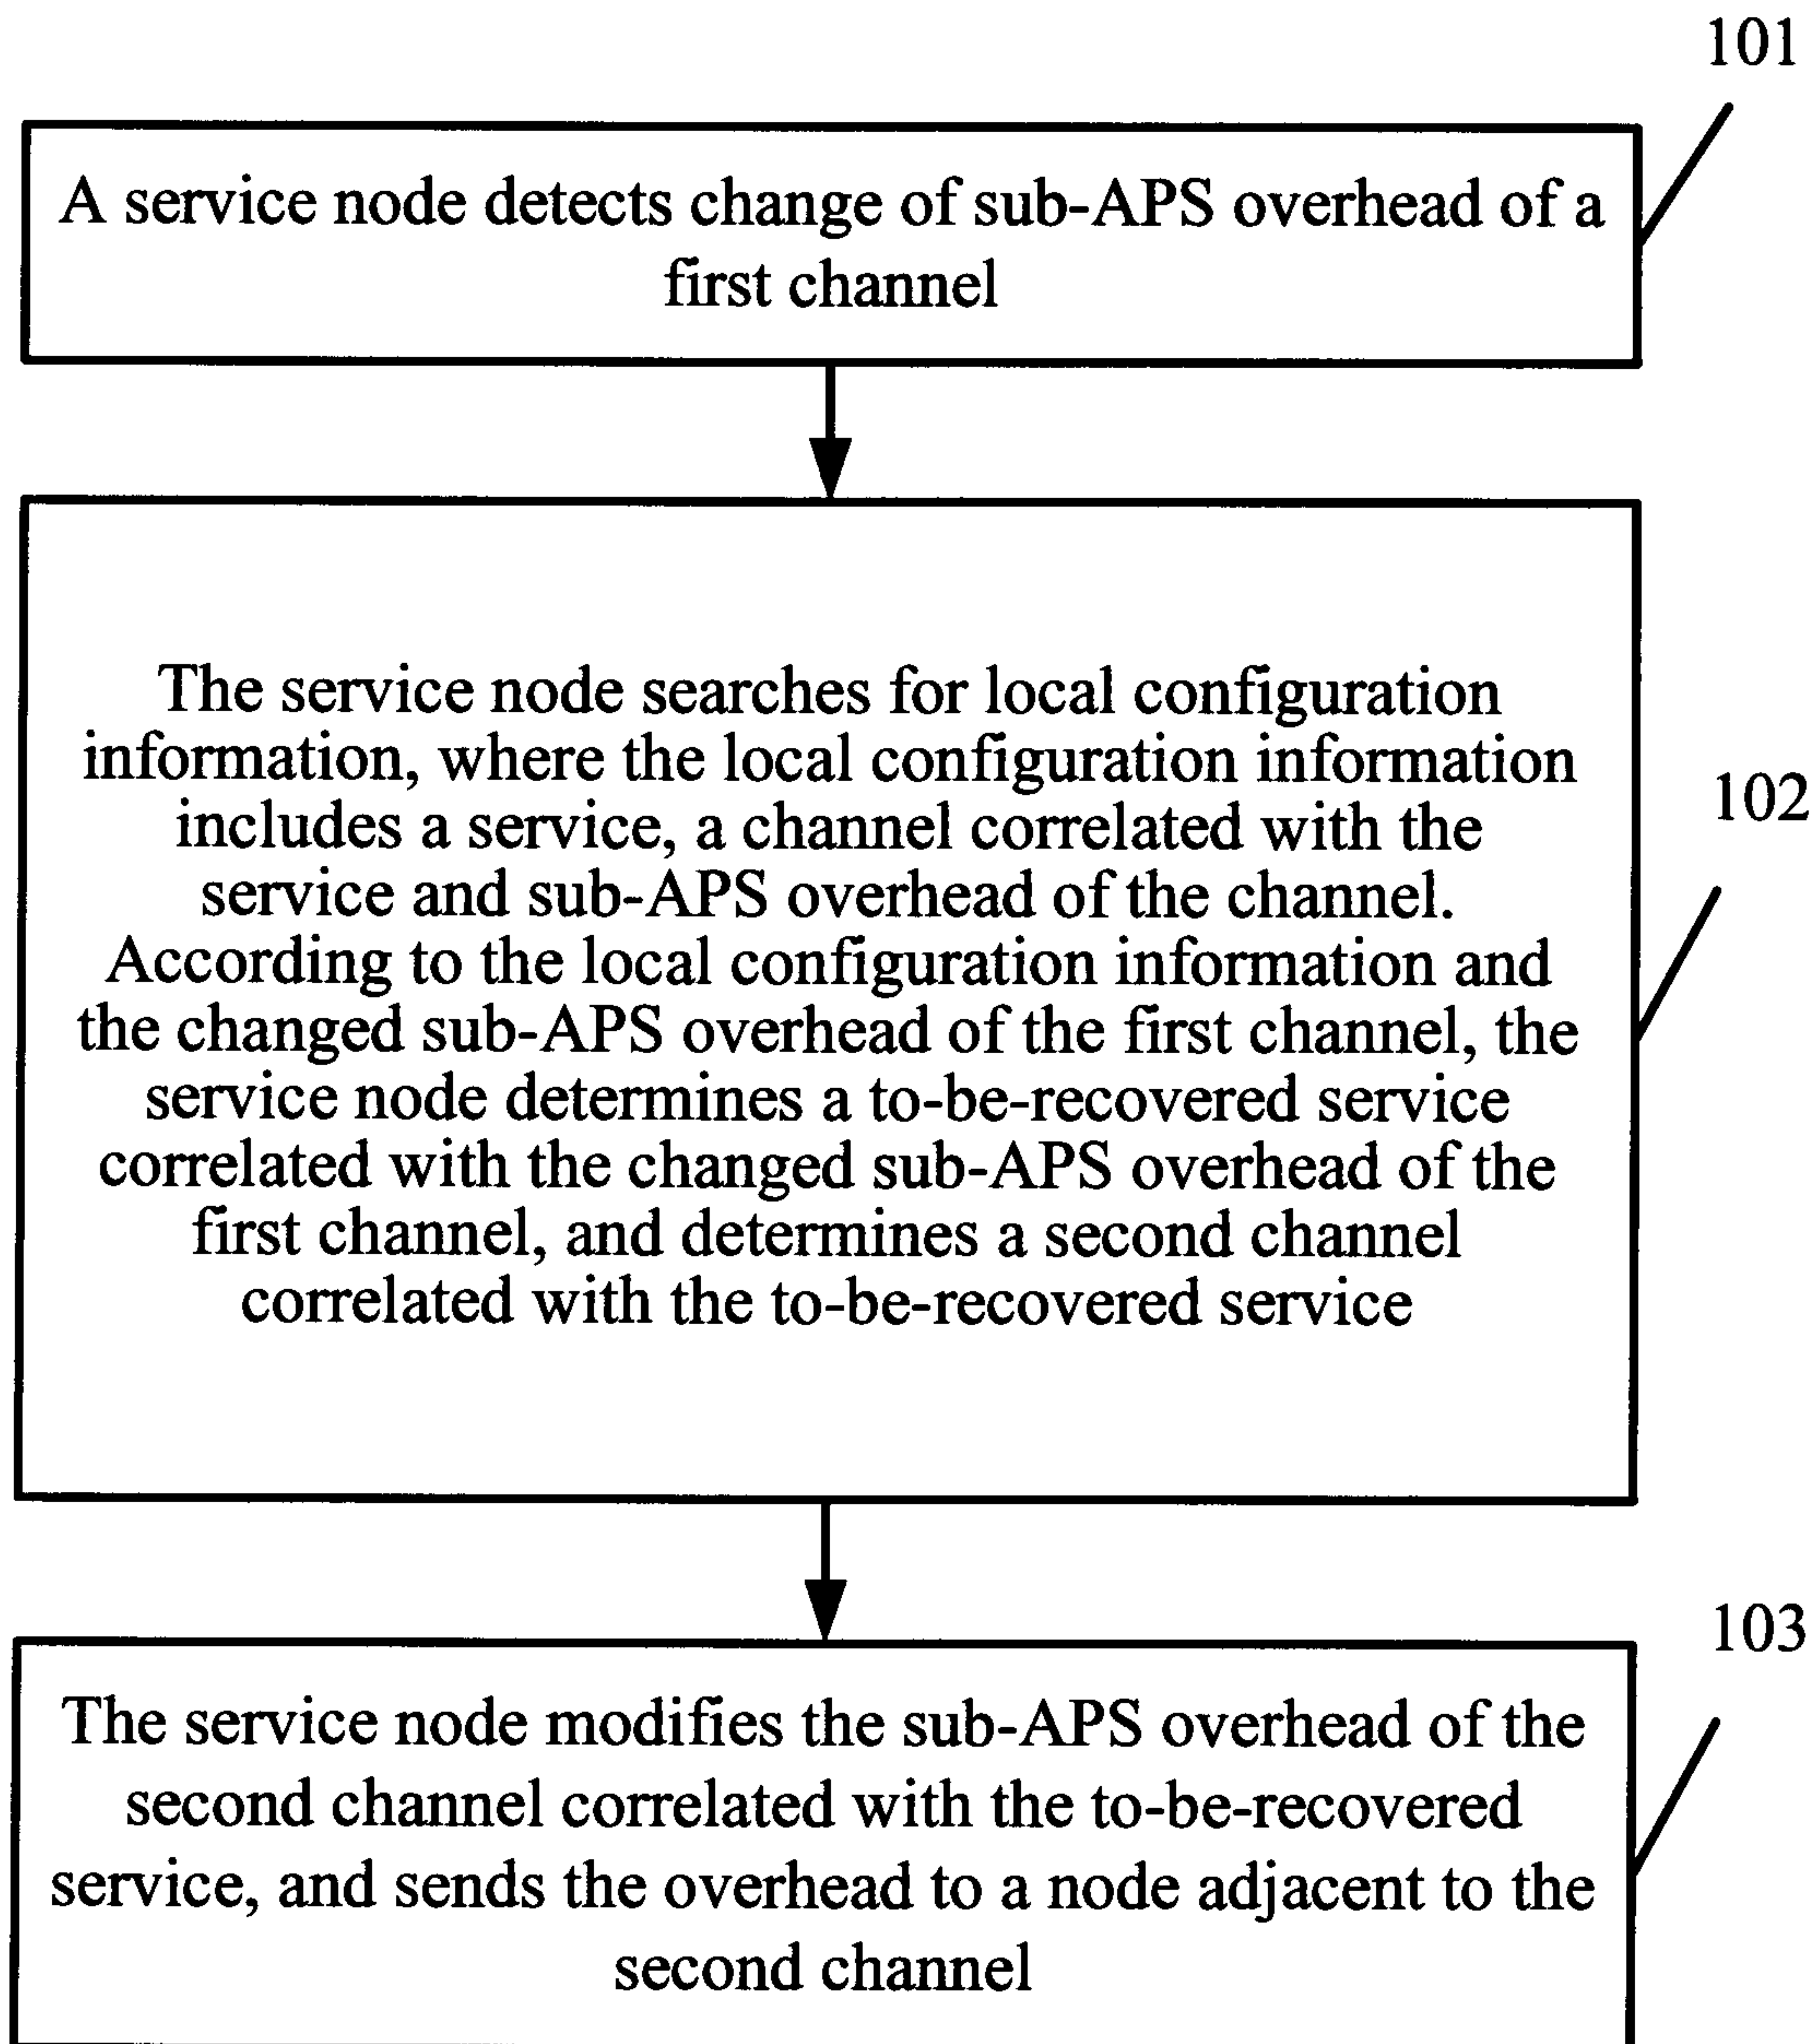 101
A service node detects change of sub-APS overhead of a
first channel
The service node searches for local configuration
information, where the local configuration information
includes a service, a channel correlated with the
service and sub-APS overhead of the channel.
According to the local configuration information and
the changed sub-APS overhead of the first channel, the
service node determines a to-be-recovered service
correlated with the changed sub-APS overhead of the
first channel, and determines a second channel
correlated with the to-be-recovered service
102
103
The service node modifies the sub-APS overhead of the
second channel correlated with the to-be-recovered
service, and sends the overhead to a node adjacent to the
second channel